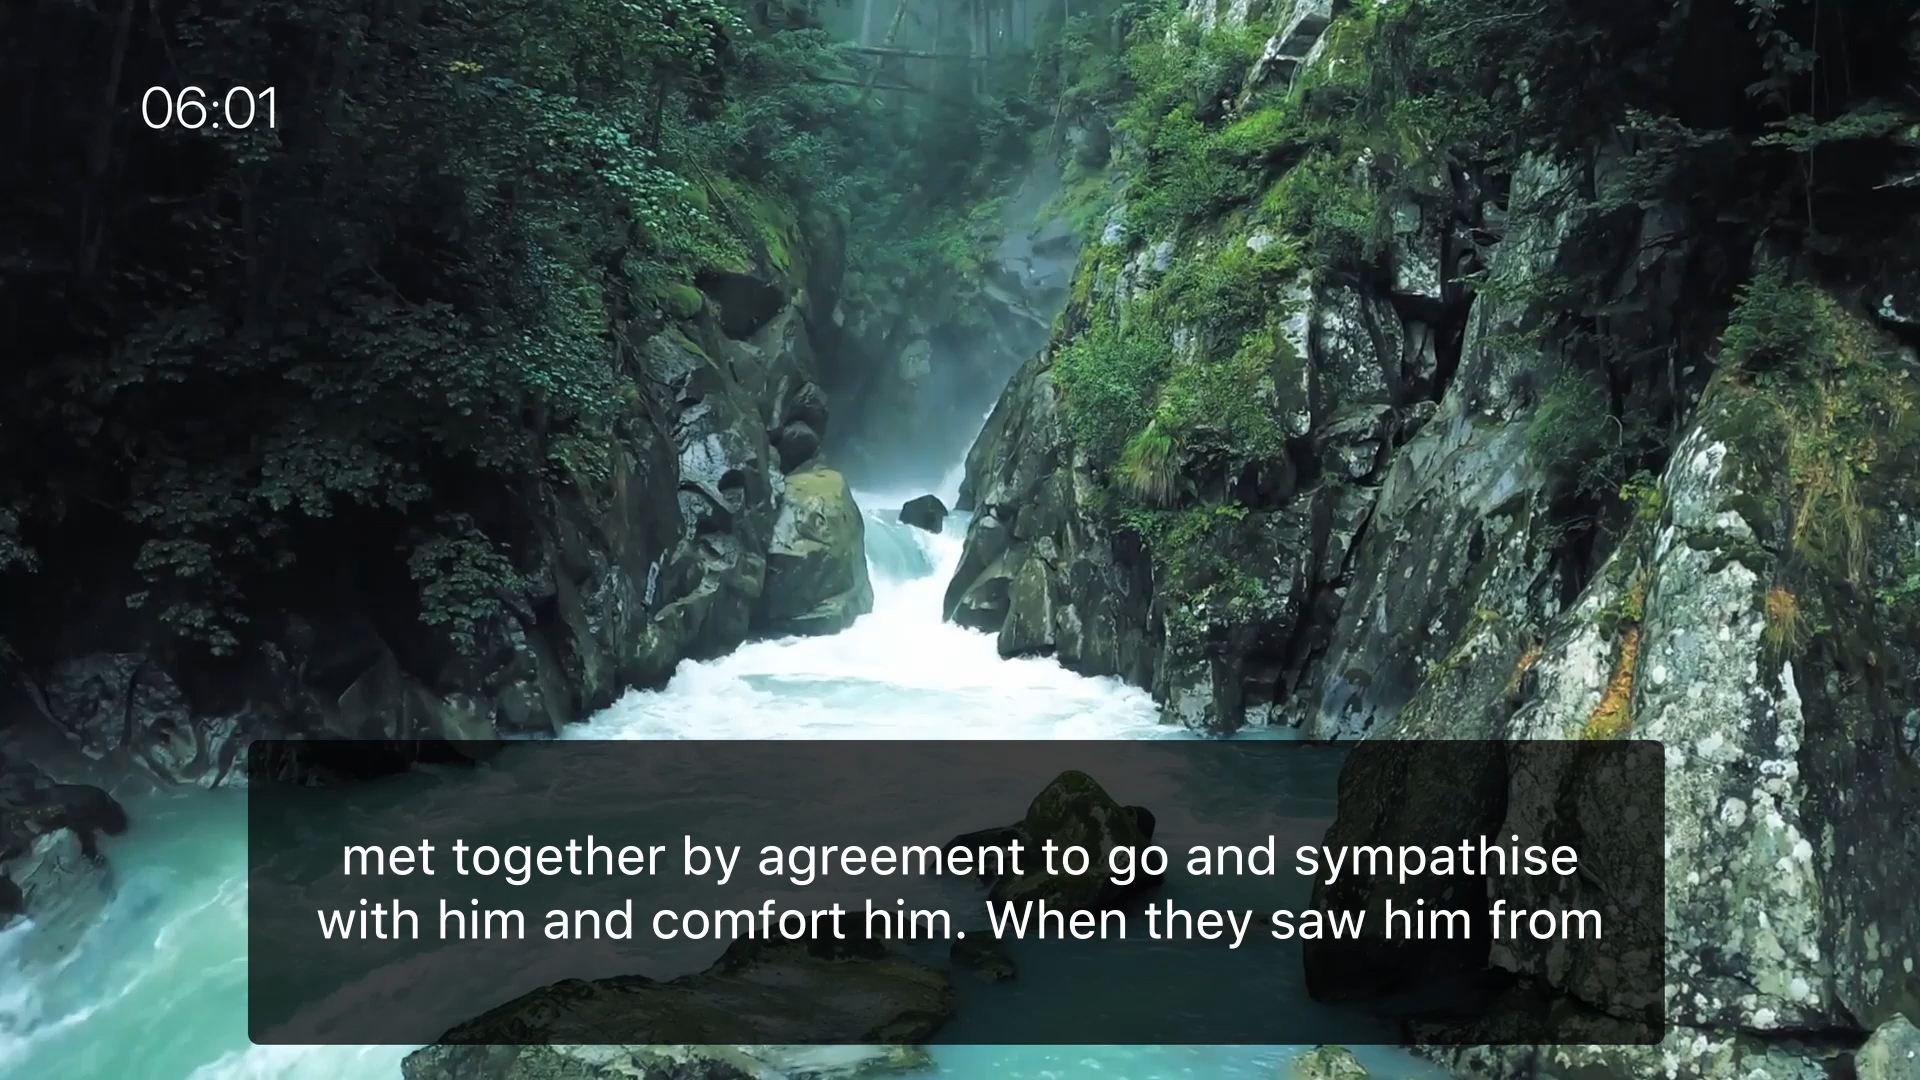 06:01
met together by agreement to go and sympathise
with him and comfort him. When they saw him from